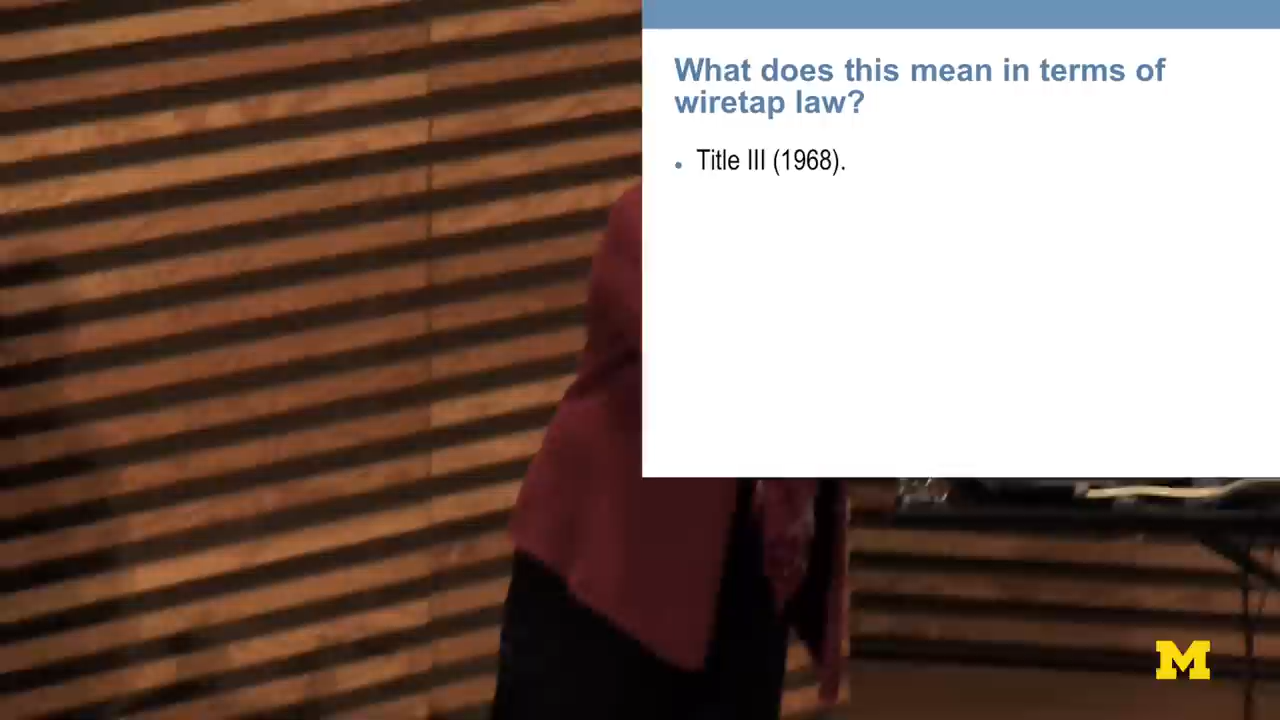 What does this mean in terms of
wiretap law?
Title III (1968).
M